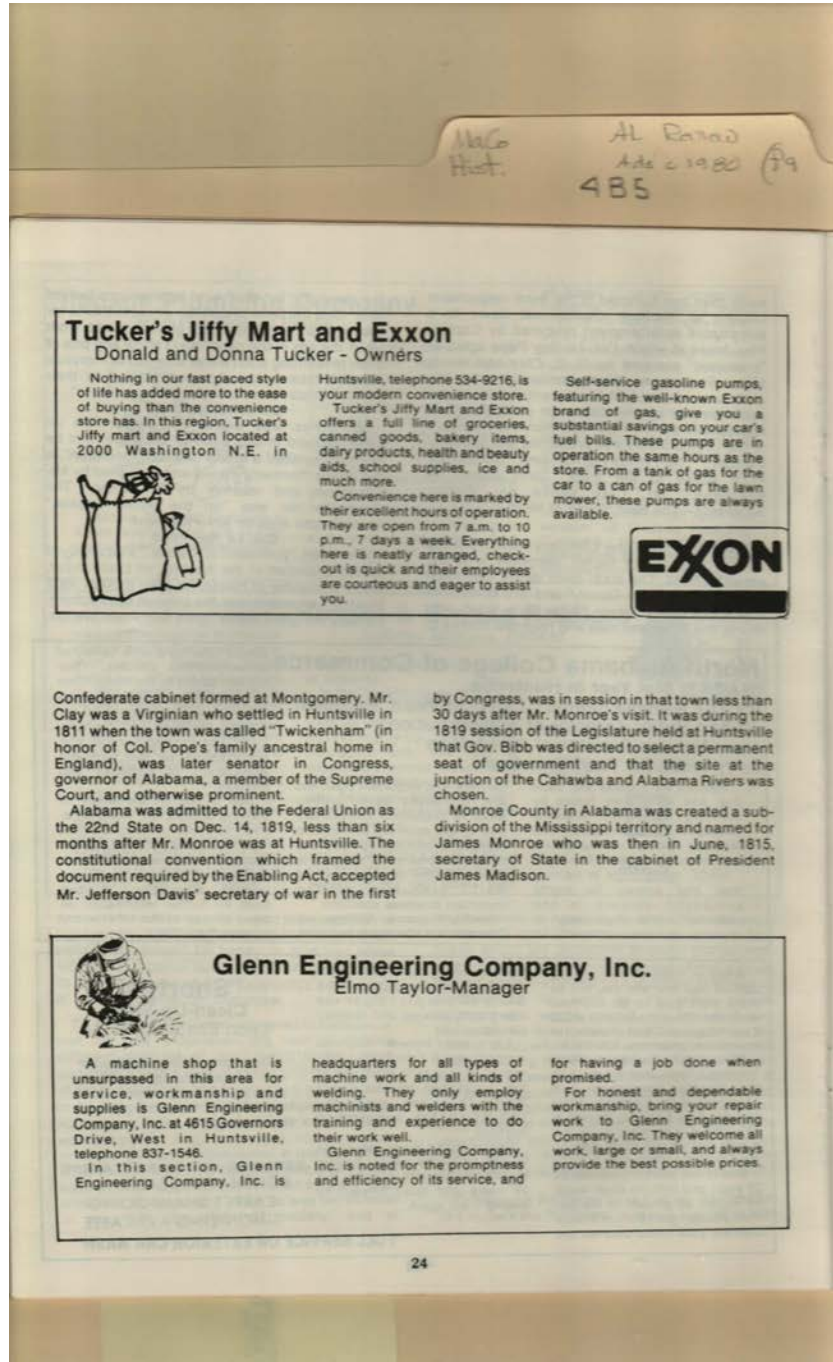 MaCo
Hist.
AL
Ads c 1980
4B5
Tucker's Jiffy Mart and Exxon
Donald and Donna Tucker - Owners
Nothing in our fast paced style
of life has added more to the ease
of buying than the convenience
store has. In this region, Tucker's
Jiffy mart and Exxon located at
2000 Washington N.E. in
Huntsville, telephone 534-9216, is
your modern convenience store.
Tucker's Jiffy Mart and Exxon
offers a full line of groceries,
canned goods, bakery items,
dairy products, health and beauty
aids, school supplies, ice and
much more.
Convenience here is marked by
their excellent hours of operation.
They are open from 7 a.m. to 10
p.m., 7 days a week. Everything
here is neatly arranged, check-
out is quick and their employees
are courteous and eager to assist
you.
Self-service gasoline pumps,
featuring the well-known Exxon
brand of gas, give you a
substantial savings on your car's
fuel bills. These pumps are in
operation the same hours as the
store. From a tank of gas for the
car to a can of gas for the lawn
mower, these pumps are always
available.
EXXON
Confederate cabinet formed at Montgomery. Mr.
Clay was a Virginian who settled in Huntsville in
1811 when the town was called "Twickenham" (in
honor of Col. Pope's family ancestral home in
England), was later senator in Congress,
governor of Alabama, a member of the Supreme
Court, and otherwise prominent.
Alabama was admitted to the Federal Union as
the 22nd State on Dec. 14, 1819, less than six
months after Mr. Monroe was at Huntsville. The
constitutional convention which framed the
document required by the Enabling Act, accepted
Mr. Jefferson Davis' secretary of war in the first
by Congress, was in session in that town less than
30 days after Mr. Monroe's visit. It was during the
1819 session of the Legislature held at Huntsville
that Gov. Bibb was directed to select a permanent
seat of government and that the site at the
junction of the Cahawba and Alabama Rivers was
chosen.
Monroe County in Alabama was created a sub-
division of the Mississippi territory and named for
James Monroe who was then in June, 1815,
secretary of State in the cabinet of President
James Madison.
Glenn Engineering Company, Inc.
Elmo Taylor-Manager
A machine shop that is
unsurpassed in this area for
service, workmanship and
supplies is Glenn Engineering
Company, Inc. at 4615 Governors
Drive, West in Huntsville,
telephone 837-1546.
In this section, Glenn
Engineering Company, Inc. is
headquarters for all types of
machine work and all kinds of
welding. They only employ
machinists and welders with the
training and experience to do
their work well.
Glenn Engineering Company,
Inc. is noted for the promptness
and efficiency of its service, and
for having a job done when
promised.
For honest and dependable
workmanship, bring your repair
work to Glenn Engineering
Company, Inc. They welcome all
work, large or small, and always
provide the best possible prices.
24